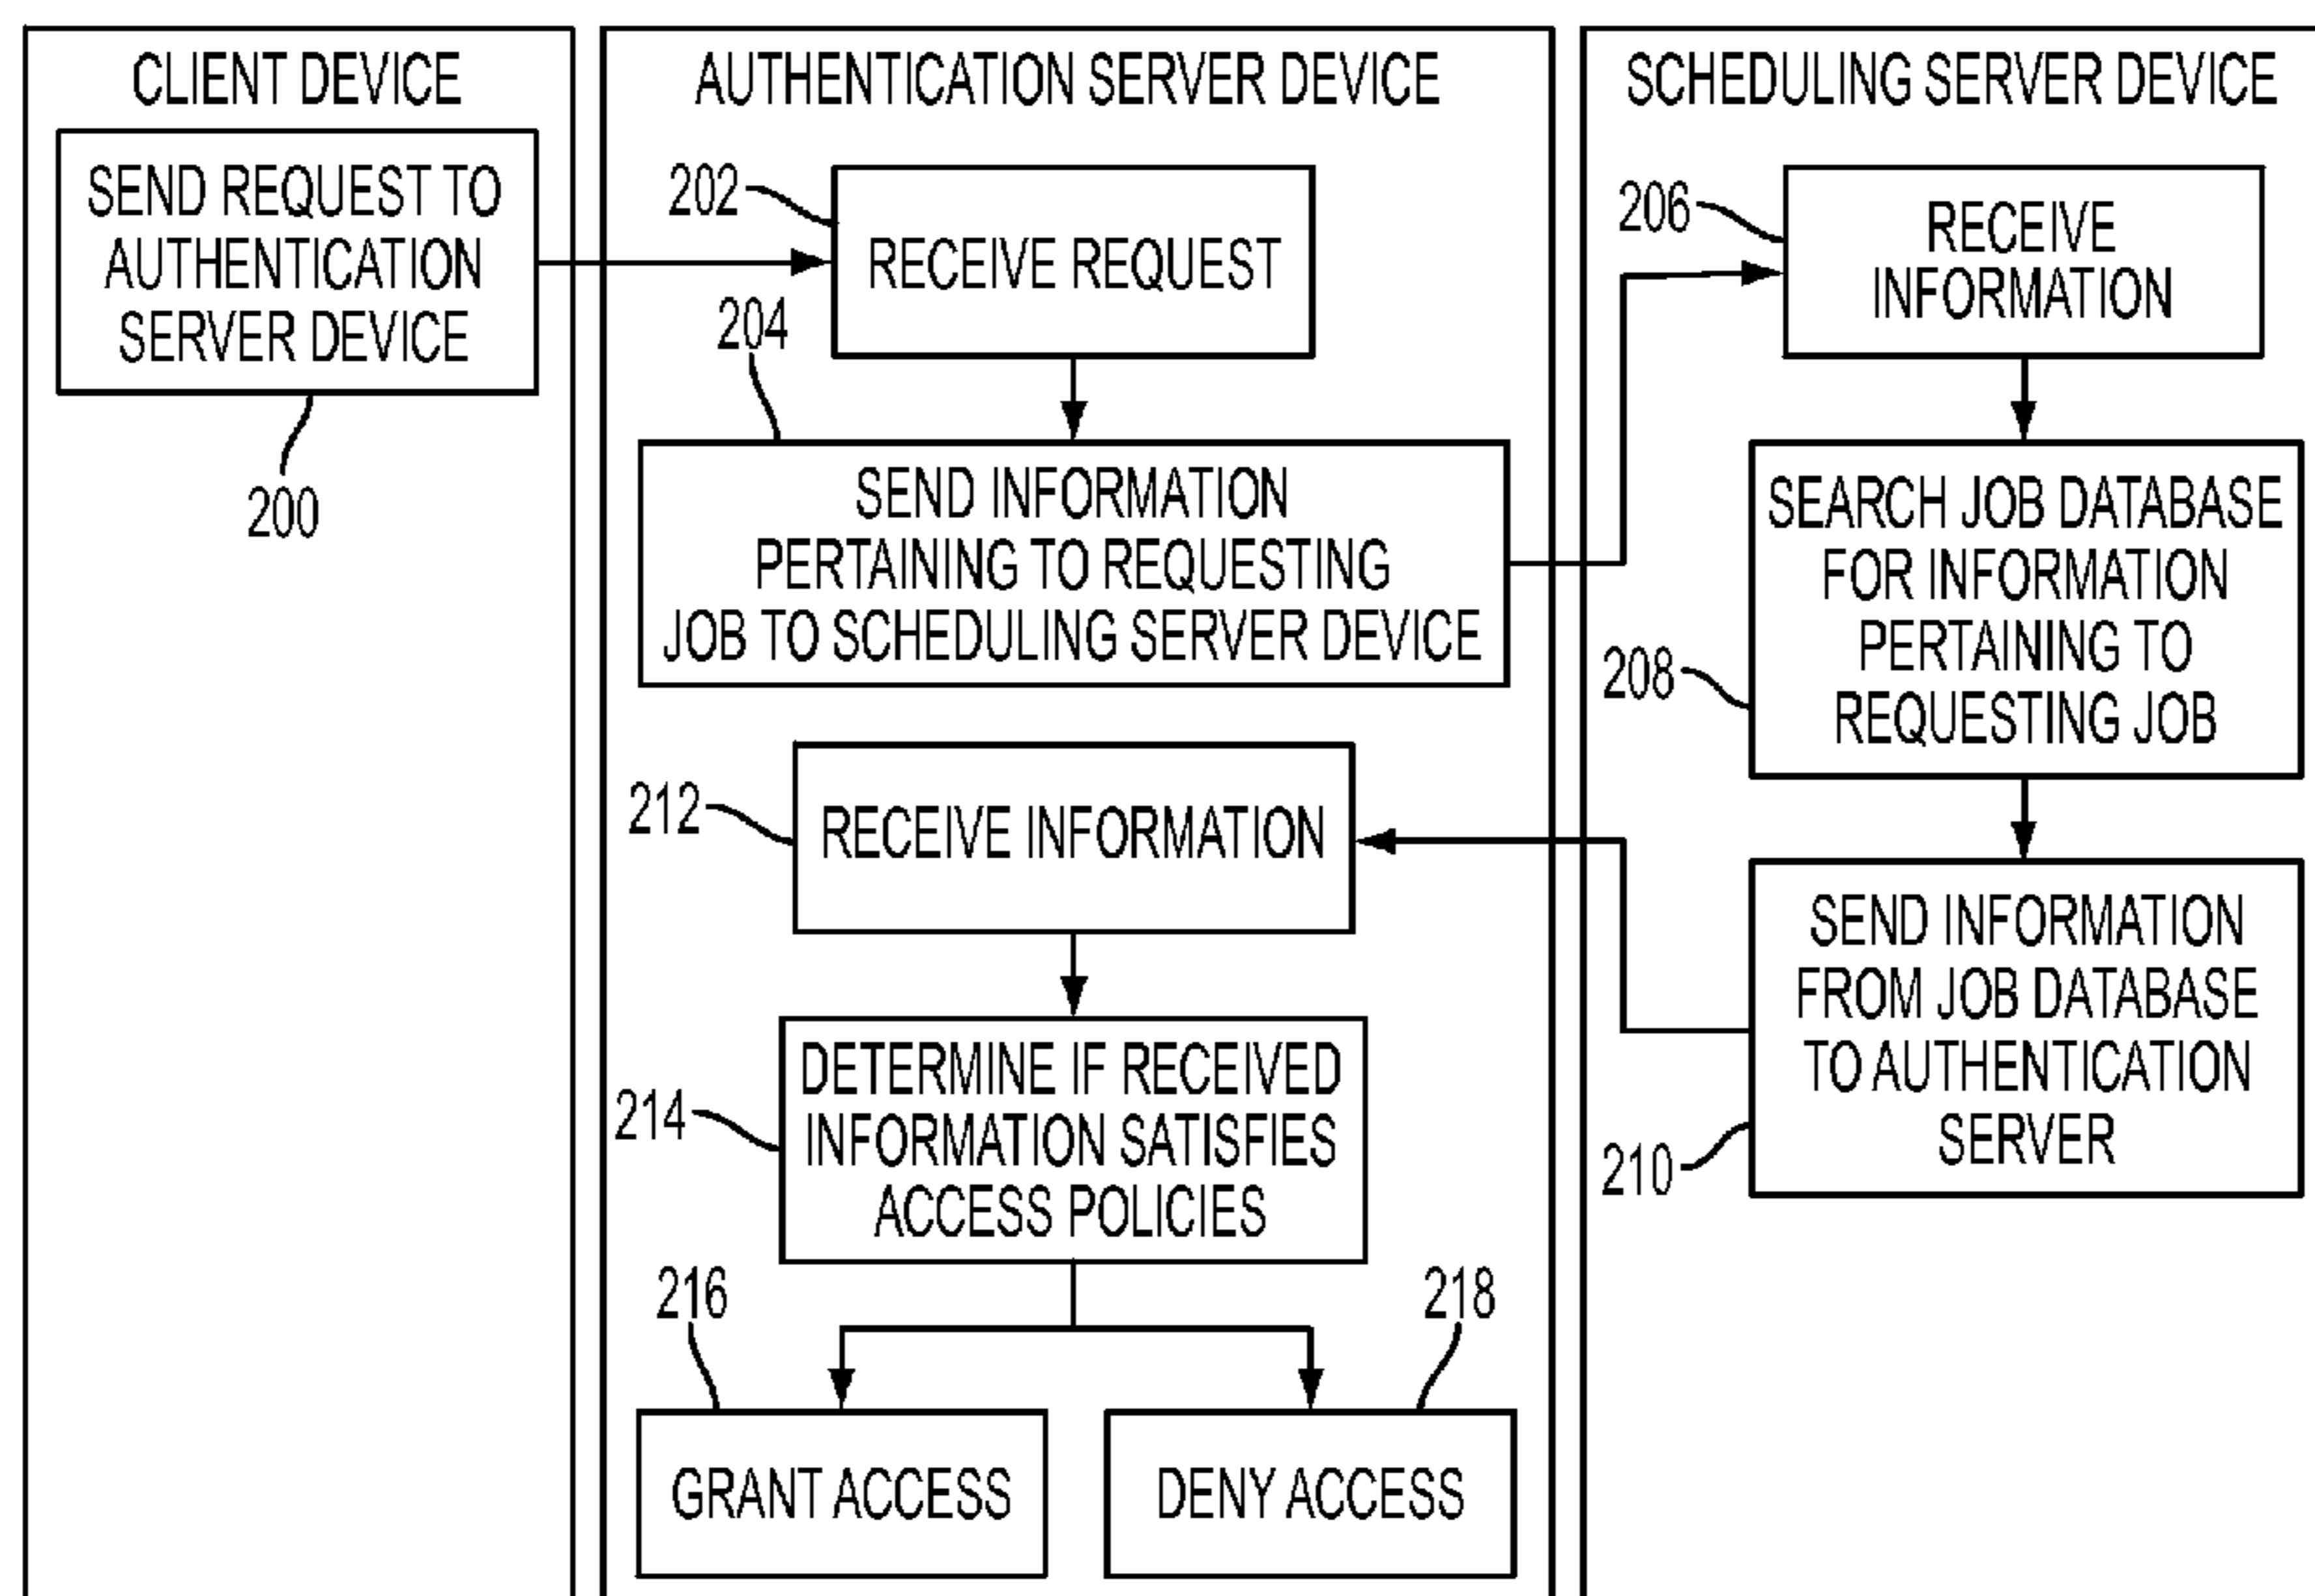 CLIENT DEVICE
SEND REQUEST TO
AUTHENTICATION
SERVER DEVICE
200
AUTHENTICATION SERVER DEVICE
202
RECEIVE REQUEST
204
SEND INFORMATION
PERTAINING TO REQUESTING
JOB TO SCHEDULING SERVER DEVICE
212
RECEIVE INFORMATION
214
DETERMINE IF RECEIVED
INFORMATION SATISFIES
ACCESS POLICIES
216
218
GRANT ACCESS
DENY ACCESS
SCHEDULING SERVER DEVICE
206
RECEIVE
INFORMATION
SEARCH JOB DATABASE
FOR INFORMATION
PERTAINING TO
REQUESTING JOB
208
SEND INFORMATION
FROM JOB DATABASE
TO AUTHENTICATION
SERVER
210